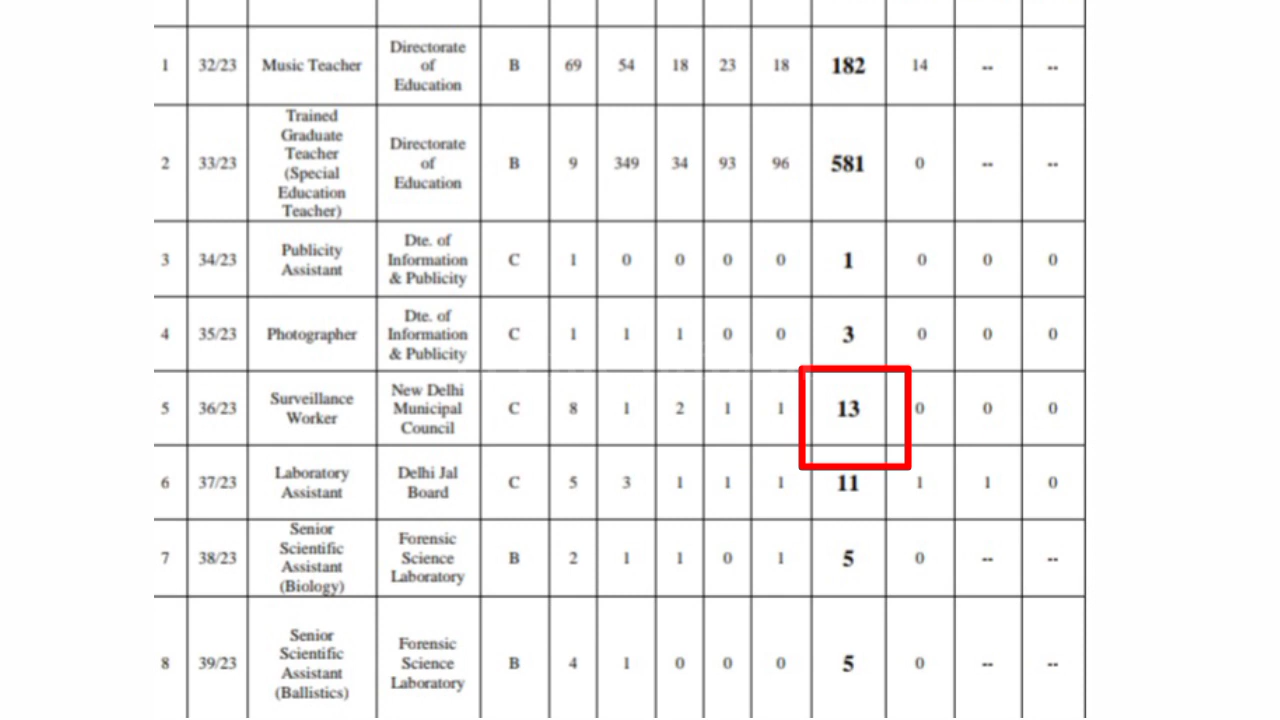 1 32/23 Music Teacher Directorate of Education B 69 54 18 23 18 182 14 -- --
2 33/23 Trained Graduate Teacher (Special Education Teacher) Directorate of Education B 9 349 34 93 96 581 0 -- --
3 34/23 Publicity Assistant Dte. of Information & Publicity C 1 0 0 0 0 1 0 0 0
4 35/23 Photographer Dte. of Information & Publicity C 1 1 1 0 0 3 0 0 0
5 36/23 Surveillance Worker New Delhi Municipal Council C 8 1 2 1 1 13 0 0 0
6 37/23 Laboratory Assistant Delhi Jal Board C 5 3 1 1 1 11 1 1 0
7 38/23 Senior Scientific Assistant (Biology) Forensic Science Laboratory B 2 1 1 0 1 5 0 -- --
8 39/23 Senior Scientific Assistant (Ballistics) Forensic Science Laboratory B 4 1 0 0 0 5 0 -- --